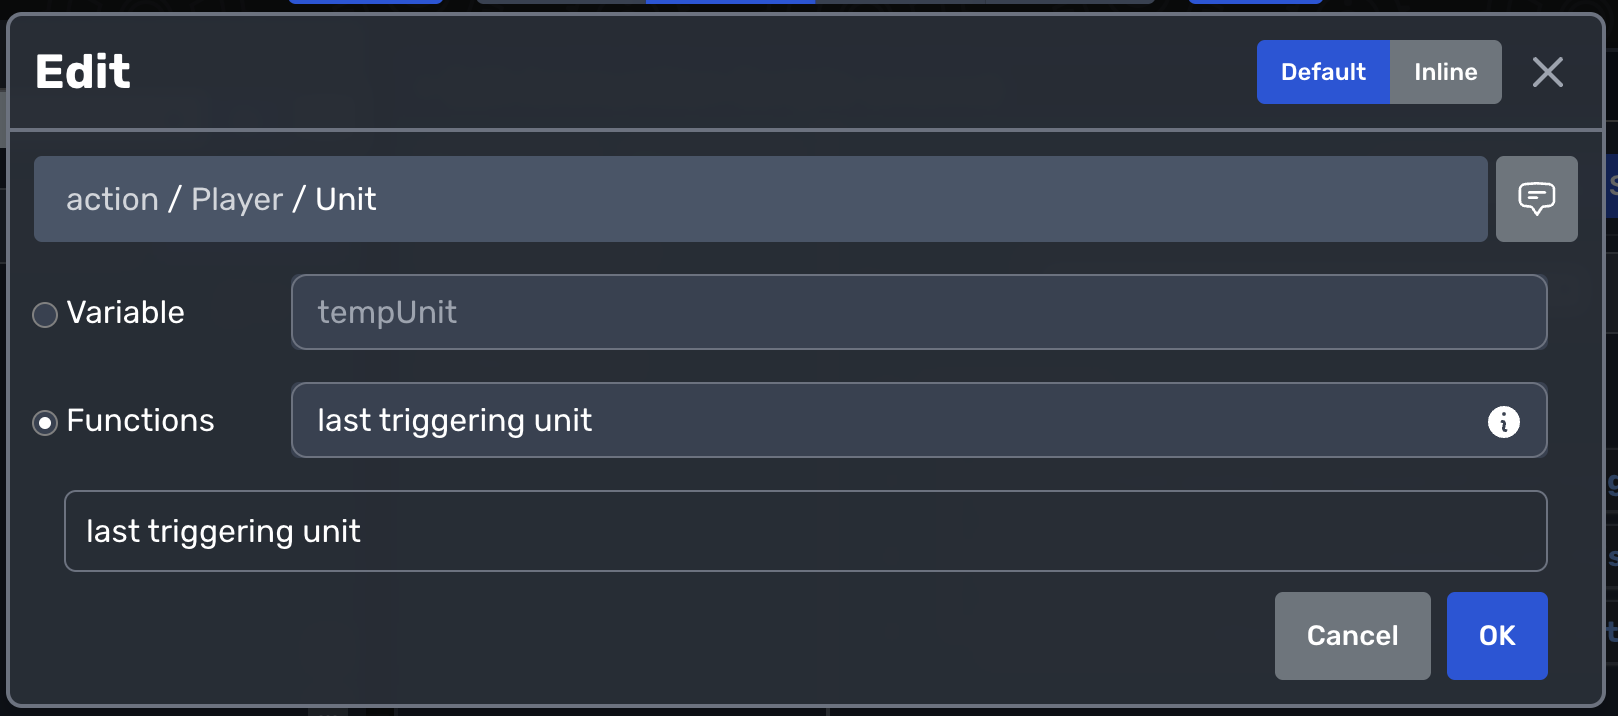 Edit
Default
Inline
action / Player / Unit
Variable
tempUnit
Functions
last triggering unit
last triggering unit
Cancel
OK